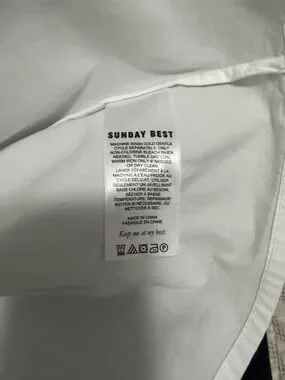 SUNDAY BEST
MACHINE WASH COLD GENTLE
CYCLE SEPARATELY, ONLY
NON-CHLORINE BLEACH WHEN
NEEDED, TUMBLE DRY LOW,
WARM IRON ONLY IF NEEDED,
OR DRY CLEAN.
LAVER SÉPARÉMENT À LA
MACHINE À L'EAU FROIDE AU
CYCLE DÉLICAT, UTILISER
SEULEMENT UN JAVELLISANT
SANS CHLORE AU BESOIN,
SÉCHER À BASSE
TEMPÉRATURE, REPASSAGE
MOYEN SI NÉCESSAIRE, OU
NETTOYER À SEC.
MADE IN CHINA
FABRIQUÉ EN CHINE
Keep me at my best.